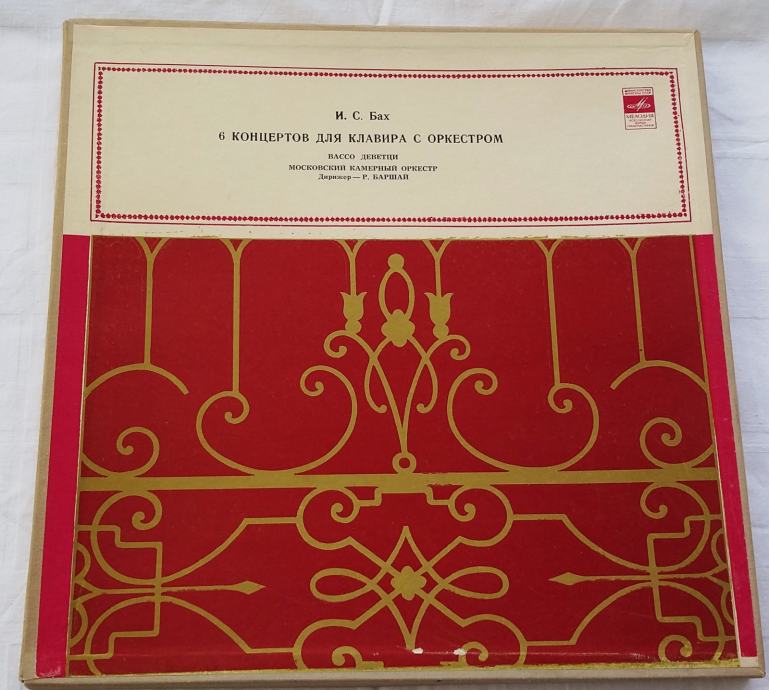 И. С. Бах
6 КОНЦЕРТОВ ДЛЯ КЛАВИРА С ОРКЕСТРОМ
ВАССО ДЕВЕТЦИ
МОСКОВСКИЙ КАМЕРНЫЙ ОРКЕСТР
Дирижер — Р. БАРШАЙ
МЕЛОДИЯ